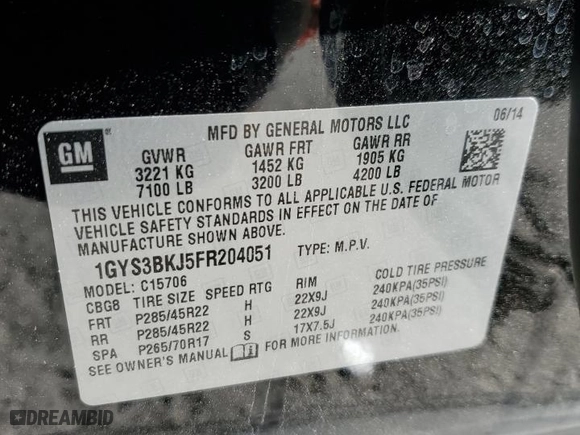 06/14
MFD BY GENERAL MOTORS LLC
GM
GVWR GAWR FRT GAWR RR
3221 KG 1452 KG 1905 KG
7100 LB 3200 LB 4200 LB
THIS VEHICLE CONFORMS TO ALL APPLICABLE U.S. FEDERAL MOTOR
VEHICLE SAFETY STANDARDS IN EFFECT ON THE DATE OF
MANUFACTURE SHOWN ABOVE.
1GYS3BKJ5FR204051 TYPE: M.P.V.
MODEL: C15706
CBG8 TIRE SIZE SPEED RTG RIM COLD TIRE PRESSURE
FRT P285/45R22 H 22X9J 240KPA(35PSI)
RR P285/45R22 H 22X9J 240KPA(35PSI)
SPA P265/70R17 S 17X7.5J 240KPA(35PSI)
SEE OWNER'S MANUAL FOR MORE INFORMATION.
DREAMBID